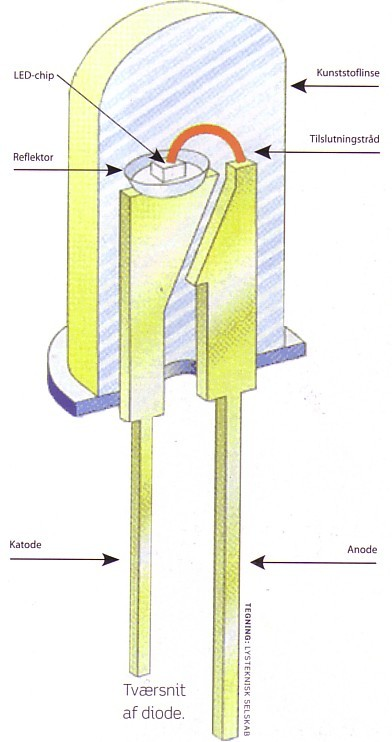 LED-chip
Kunststoflinse
Tilslutningstråd
Reflektor
Katode
Anode
TEGNING: LYSTEKNISK SELSKAB
Tværsnit
af diode.